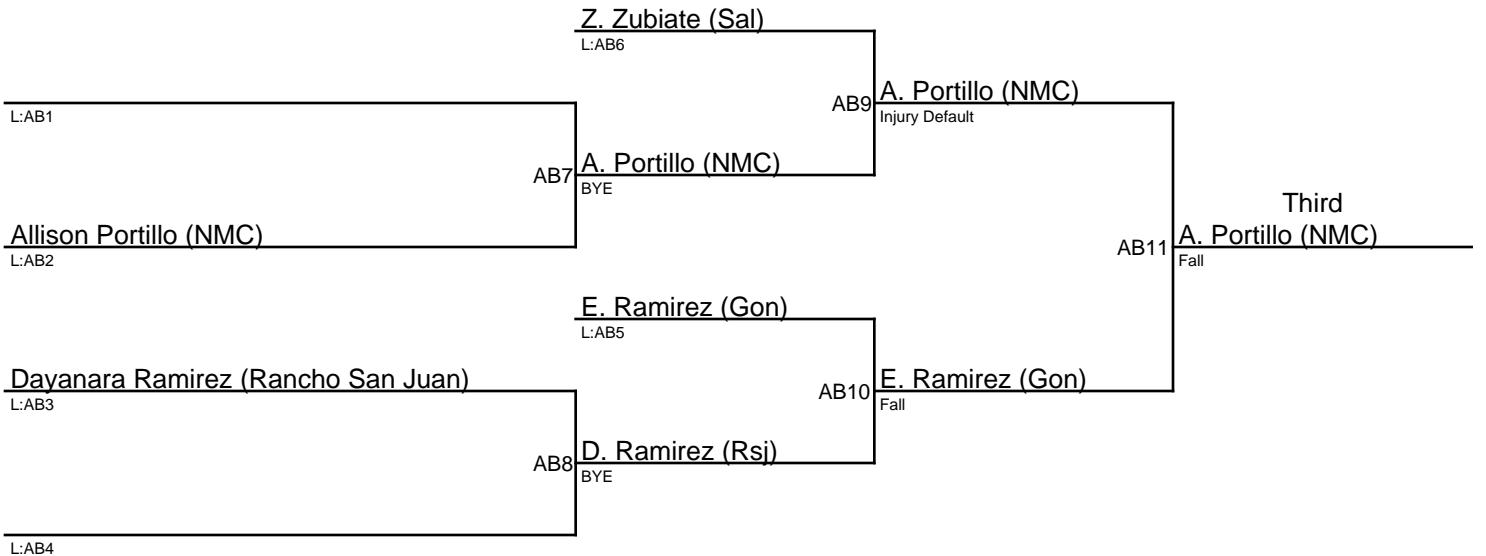 Z. Zubiate (Sal)
L:AB6
L:AB1
AB9
A. Portillo (NMC)
Injury Default
AB7
A. Portillo (NMC)
BYE
Third
Allison Portillo (NMC)
L:AB2
AB11
A. Portillo (NMC)
Fall
E. Ramirez (Gon)
L:AB5
Dayanara Ramirez (Rancho San Juan)
L:AB3
AB10
E. Ramirez (Gon)
Fall
AB8
D. Ramirez (Rsj)
BYE
L:AB4